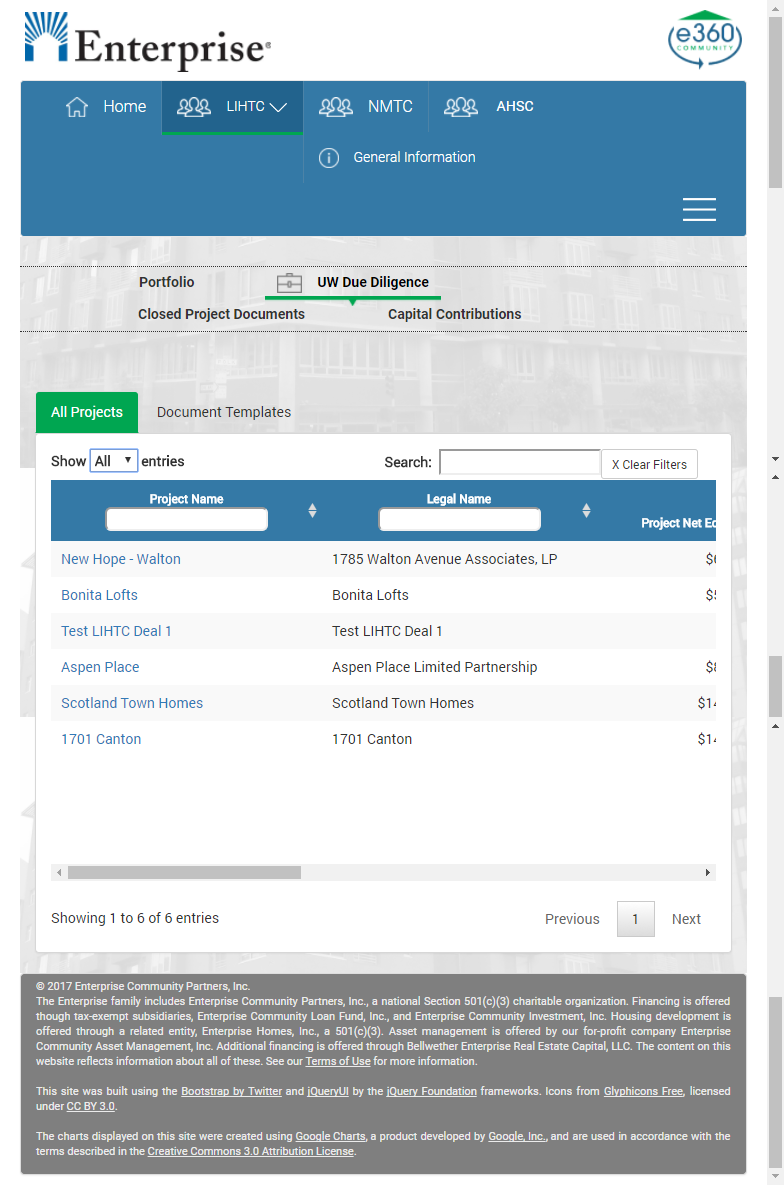 Enterprise®
e360
COMMUNITY
Home
LIHTC
NMTC
AHSC
General Information
Portfolio
UW Due Diligence
Closed Project Documents
Capital Contributions
All Projects
Document Templates
Show All entries
Search:
X Clear Filters
Project Name
Legal Name
Project Net
New Hope - Walton
1785 Walton Avenue Associates, LP
Bonita Lofts
Bonita Lofts
Test LIHTC Deal 1
Test LIHTC Deal 1
Aspen Place
Aspen Place Limited Partnership
Scotland Town Homes
Scotland Town Homes
1701 Canton
1701 Canton
Showing 1 to 6 of 6 entries
Previous
1
Next
© 2017 Enterprise Community Partners, Inc.
The Enterprise family includes Enterprise Community Partners, Inc., a national Section 501(c)(3) charitable organization. Financing is offered
though tax-exempt subsidiaries, Enterprise Community Loan Fund, Inc., and Enterprise Community Investment, Inc. Housing development is
offered through a related entity, Enterprise Homes, Inc., a 501(c)(3). Asset management is offered by our for-profit company Enterprise
Community Asset Management, Inc. Additional financing is offered through Bellwether Enterprise Real Estate Capital, LLC. The content on this
website reflects information about all of these. See our Terms of Use for more information.
This site was built using the Bootstrap by Twitter and jQueryUI by the jQuery Foundation frameworks. Icons from Glyphicons Free, licensed
under CC BY 3.0.
The charts displayed on this site were created using Google Charts, a product developed by Google, Inc., and are used in accordance with the
terms described in the Creative Commons 3.0 Attribution License.